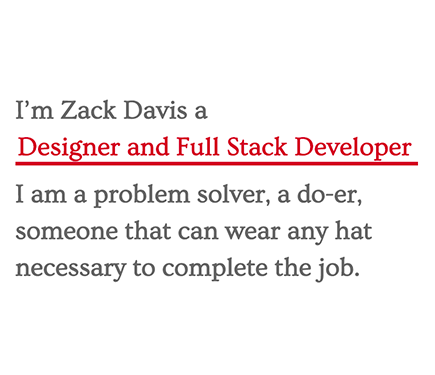 I’m Zack Davis a
Designer and Full Stack Developer
I am a problem solver, a do-er,
someone that can wear any hat
necessary to complete the job.